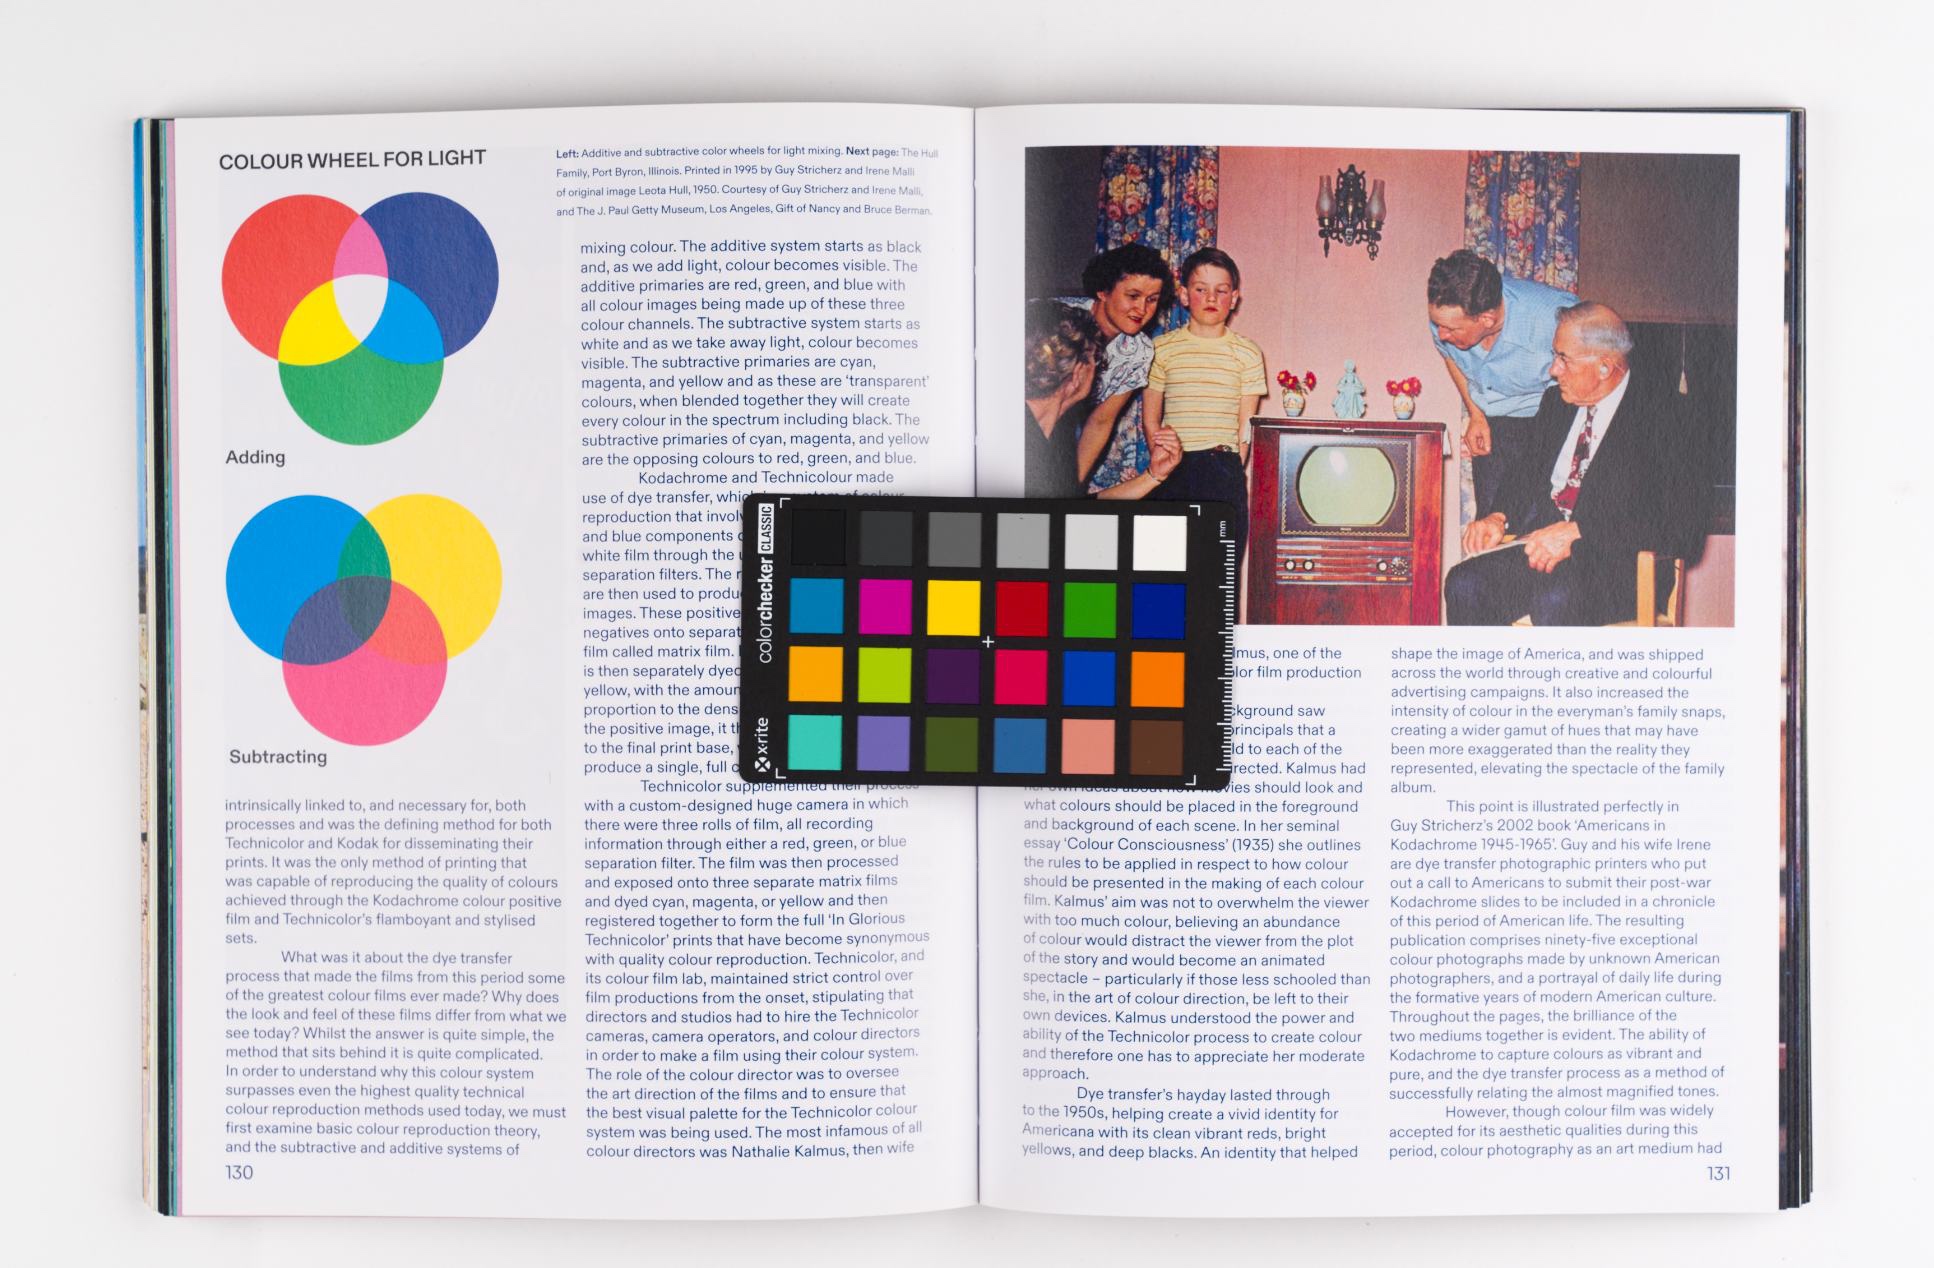 COLOUR WHEEL FOR LIGHT
Adding
Subtracting
intrinsically linked to, and necessary for, both
processes and was the defining method for both
Technicolor and Kodak for disseminating their
prints. It was the only method of printing that
was capable of reproducing the quality of colours
achieved through the Kodachrome colour positive
film and Technicolor's flamboyant and stylised
sets.
What was it about the dye transfer
process that made the films from this period some
of the greatest colour films ever made? Why does
the look and feel of these films differ from what we
see today? Whilst the answer is quite simple, the
method that sits behind it is quite complicated.
In order to understand why this colour system
surpasses even the highest quality technical
colour reproduction methods used today, we must
first examine basic colour reproduction theory,
and the subtractive and additive systems of
130
Left: Additive and subtractive color wheels for light mixing. Next page: The Hull
Family, Port Byron, Illinois. Printed in 1995 by Guy Stricherz and Irene Malli
of original image Leota Hull, 1950. Courtesy of Guy Stricherz and Irene Malli,
and The J. Paul Getty Museum, Los Angeles, Gift of Nancy and Bruce Berman.
mixing colour. The additive system starts as black
and, as we add light, colour becomes visible. The
additive primaries are red, green, and blue with
all colour images being made up of these three
colour channels. The subtractive system starts as
white and as we take away light, colour becomes
visible. The subtractive primaries are cyan,
magenta, and yellow and as these are 'transparent'
colours, when blended together they will create
every colour in the spectrum including black. The
subtractive primaries of cyan, magenta, and yellow
are the opposing colours to red, green, and blue.
Kodachrome and Technicolour made
use of dye transfer, which is a system of colour
reproduction that
and blue components
white film through the
separation filters. The
are then used to
images. These positive
negatives onto
film called matrix film.
is then separately dyed
yellow, with the
proportion to the
the positive image, it
to the final print base,
produce a single, full
Technicolor supplemented their process
with a custom-designed huge camera in which
there were three rolls of film, all recording
information through either a red, green, or blue
separation filter. The film was then processed
and exposed onto three separate matrix films
and dyed cyan, magenta, or yellow and then
registered together to form the full 'In Glorious
Technicolor' prints that have become synonymous
with quality colour reproduction. Technicolor, and
its colour film lab, maintained strict control over
film productions from the onset, stipulating that
directors and studios had to hire the Technicolor
cameras, camera operators, and colour directors
in order to make a film using their colour system.
The role of the colour director was to oversee
the art direction of the films and to ensure that
the best visual palette for the Technicolor colour
system was being used. The most infamous of all
colour directors was Nathalie Kalmus, then wife
x-rite
colorchecker CLASSIC
mm
one of the
film production
saw
principals that a
to each of the
Kalmus had
her own ideas about how movies should look and
what colours should be placed in the foreground
and background of each scene. In her seminal
essay 'Colour Consciousness' (1935) she outlines
the rules to be applied in respect to how colour
should be presented in the making of each colour
film. Kalmus' aim was not to overwhelm the viewer
with too much colour, believing an abundance
of colour would distract the viewer from the plot
of the story and would become an animated
spectacle – particularly if those less schooled than
she, in the art of colour direction, be left to their
own devices. Kalmus understood the power and
ability of the Technicolor process to create colour
and therefore one has to appreciate her moderate
approach.
Dye transfer's hayday lasted through
to the 1950s, helping create a vivid identity for
Americana with its clean vibrant reds, bright
yellows, and deep blacks. An identity that helped
shape the image of America, and was shipped
across the world through creative and colourful
advertising campaigns. It also increased the
intensity of colour in the everyman's family snaps,
creating a wider gamut of hues that may have
been more exaggerated than the reality they
represented, elevating the spectacle of the family
album.
This point is illustrated perfectly in
Guy Stricherz's 2002 book 'Americans in
Kodachrome 1945-1965'. Guy and his wife Irene
are dye transfer photographic printers who put
out a call to Americans to submit their post-war
Kodachrome slides to be included in a chronicle
of this period of American life. The resulting
publication comprises ninety-five exceptional
colour photographs made by unknown American
photographers, and a portrayal of daily life during
the formative years of modern American culture.
Throughout the pages, the brilliance of the
two mediums together is evident. The ability of
Kodachrome to capture colours as vibrant and
pure, and the dye transfer process as a method of
successfully relating the almost magnified tones.
However, though colour film was widely
accepted for its aesthetic qualities during this
period, colour photography as an art medium had
131